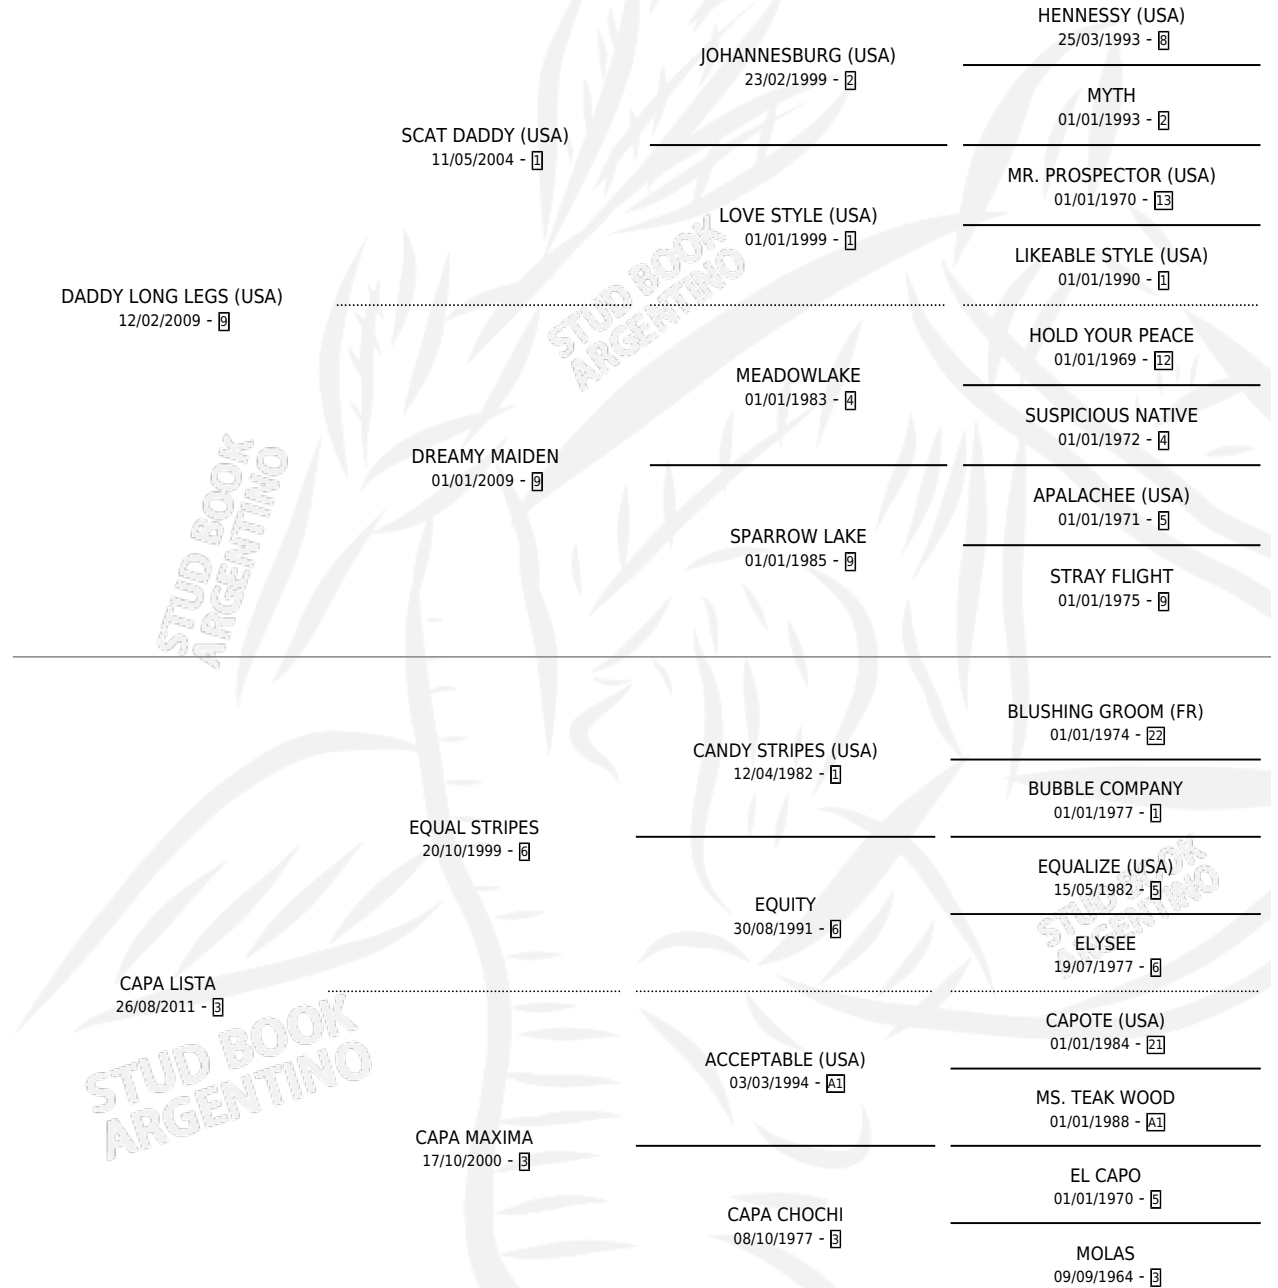 HENNESSY (USA)
25/03/1993 - 8
JOHANNESBURG (USA)
23/02/1999 - 2
MYTH
01/01/1993 - 2
SCAT DADDY (USA)
11/05/2004 - 1
MR. PROSPECTOR (USA)
01/01/1970 - 13
LOVE STYLE (USA)
01/01/1999 - 1
LIKEABLE STYLE (USA)
01/01/1990 - 1
DADDY LONG LEGS (USA)
12/02/2009 - 9
STUD BOOK
ARGENTINO
HOLD YOUR PEACE
01/01/1969 - 12
MEADOWLAKE
01/01/1983 - 4
SUSPICIOUS NATIVE
01/01/1972 - 4
DREAMY MAIDEN
01/01/2009 - 9
APALACHEE (USA)
01/01/1971 - 5
SPARROW LAKE
01/01/1985 - 9
STRAY FLIGHT
01/01/1975 - 9
STUD BOOK
ARGENTINO
BLUSHING GROOM (FR)
01/01/1974 - 22
CANDY STRIPES (USA)
12/04/1982 - 1
BUBBLE COMPANY
01/01/1977 - 1
EQUAL STRIPES
20/10/1999 - 6
EQUALIZE (USA)
15/05/1982 - 5
EQUITY
30/08/1991 - 6
ELYSEE
19/07/1977 - 6
STUD BOOK
ARGENTINO
CAPA LISTA
26/08/2011 - 3
CAPOTE (USA)
01/01/1984 - 21
ACCEPTABLE (USA)
03/03/1994 - A1
MS. TEAK WOOD
01/01/1988 - A1
STUD BOOK
ARGENTINO
CAPA MAXIMA
17/10/2000 - 3
EL CAPO
01/01/1970 - 5
CAPA CHOCHI
08/10/1977 - 3
MOLAS
09/09/1964 - 3